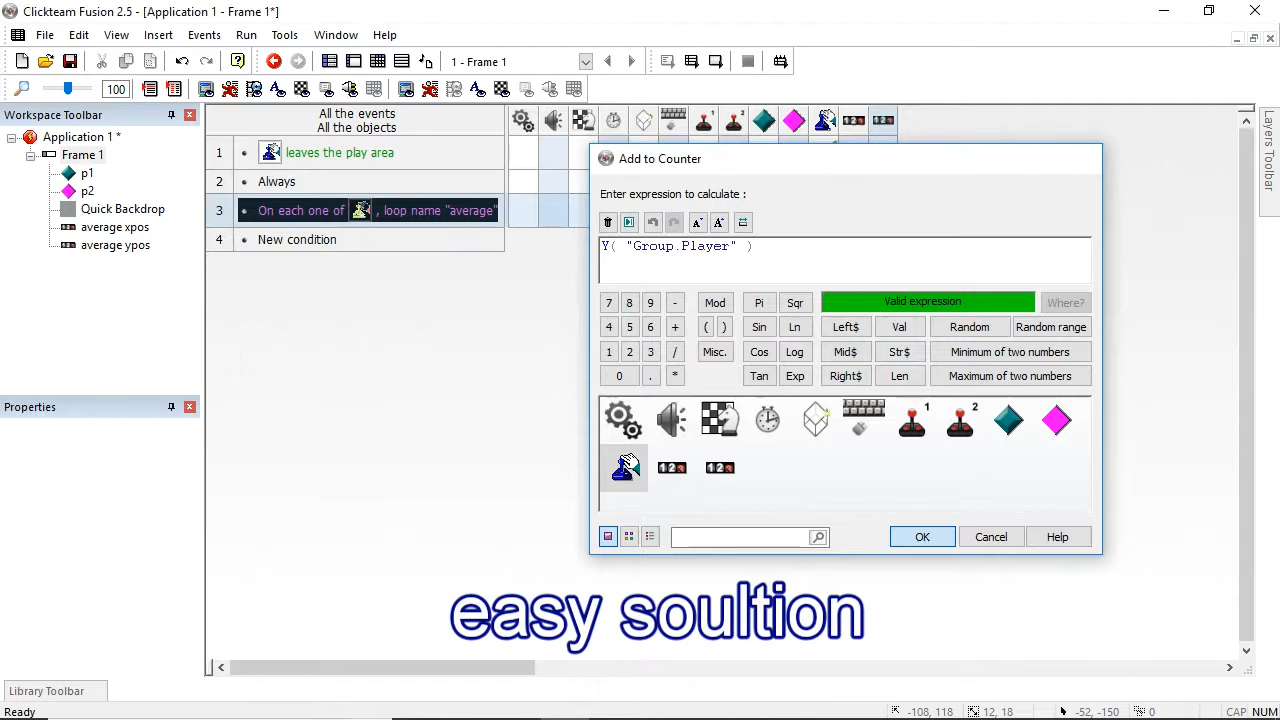 Clickteam Fusion 2.5 - [Application 1 - Frame 1*]
File Edit View Insert Events Run Tools Window Help
1 - Frame 1
100
Workspace Toolbar
Application 1 *
Frame 1
p1
p2
Quick Backdrop
average xpos
average ypos
Properties
Library Toolbar
All the events
All the objects
1 leaves the play area
2 Always
3 On each one of , loop name "average"
4 New condition
Add to Counter
Enter expression to calculate :
Y( "Group.Player" )
7 8 9 - Mod Pi Sqr Valid expression Where?
4 5 6 + ( ) Sin Ln Left$ Val Random Random range
1 2 3 / Misc. Cos Log Mid$ Str$ Minimum of two numbers
0 . * Tan Exp Right$ Len Maximum of two numbers
1 2
OK Cancel Help
easy soultion
Layers Toolbar
Ready -108, 118 12, 18 -52, -150 0 CAP NUM